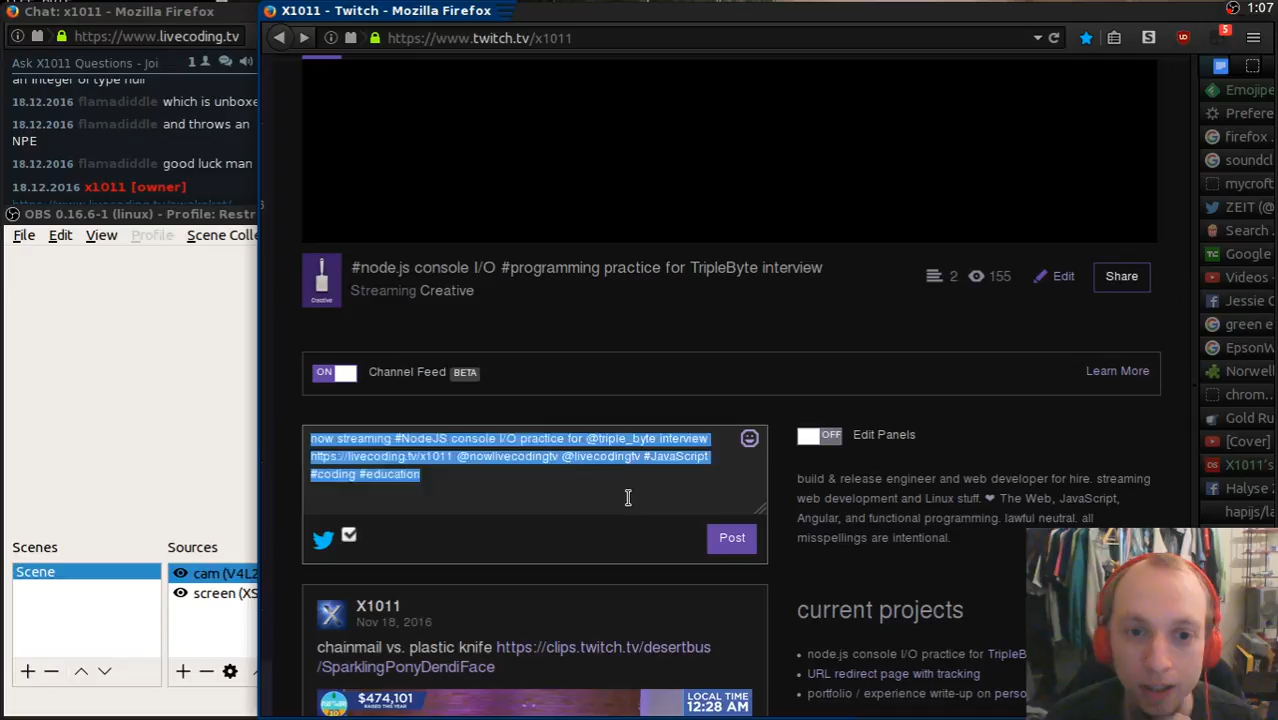 Chat: x1011 - Mozilla Firefox
https://www.livecoding.tv
Ask X1011 Questions - Joi
1
an integer of type null
18.12.2016 flamadiddle which is unboxe
18.12.2016 flamadiddle and throws an
NPE
18.12.2016 flamadiddle good luck man
18.12.2016 x1011 [owner]
OBS 0.16.6-1 (linux) - Profile: Restr
File Edit View Profile Scene Coll
Scenes
Sources
Scene
cam (V4L2
screen (XS
X1011 - Twitch - Mozilla Firefox
1:07
https://www.twitch.tv/x1011
5
#node.js console I/O #programming practice for TripleByte interview
Streaming Creative
Creative
2
155
Edit
Share
ON
Channel Feed BETA
Learn More
now streaming #NodeJS console I/O practice for @triple_byte interview
https://livecoding.tv/x1011 @nowlivecodingtv @livecodingtv #JavaScript
#coding #education
Post
OFF
Edit Panels
build & release engineer and web developer for hire. streaming
web development and Linux stuff. ❤ The Web, JavaScript,
Angular, and functional programming. lawful neutral. all
misspellings are intentional.
X1011
Nov 18, 2016
chainmail vs. plastic knife https://clips.twitch.tv/desertbus
/SparklingPonyDendiFace
$474,101
RAISED THIS YEAR
LOCAL TIME
12:28 AM
current projects
node.js console I/O practice for TripleB
URL redirect page with tracking
portfolio / experience write-up on perso
Emojipe
Prefere
firefox
soundcl
mycroft
ZEIT (@
Search
Google
Videos -
Jessie C
green e
EpsonW
Norwell
chrom..
Gold Ru
[Cover]
X1011's
Halyse Z
hapijs/la